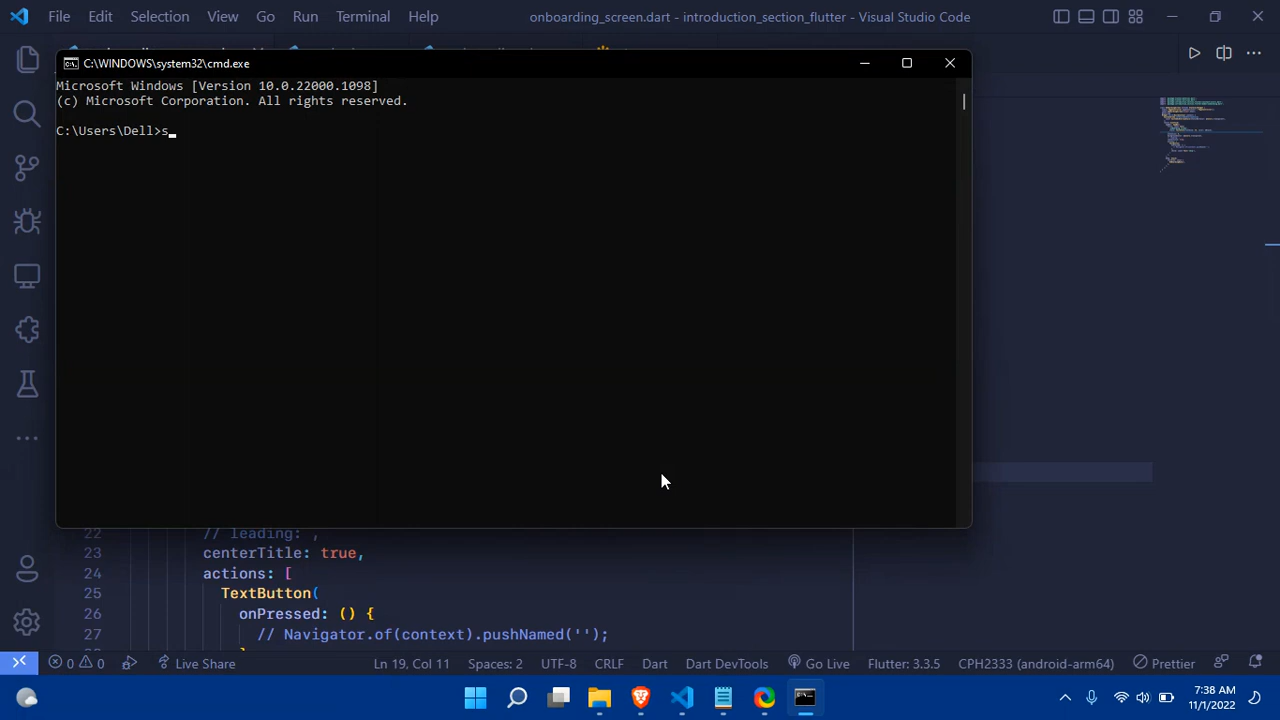 File Edit Selection View Go Run Terminal Help onboarding_screen.dart - introduction_section_flutter - Visual Studio Code
C:\WINDOWS\system32\cmd.exe
Microsoft Windows [Version 10.0.22000.1098]
(c) Microsoft Corporation. All rights reserved.
C:\Users\Dell>s
22 // leading: ,
23 centerTitle: true,
24 actions: [
25 TextButton(
26 onPressed: () {
27 // Navigator.of(context).pushNamed('');
0 0 Live Share Ln 19, Col 11 Spaces: 2 UTF-8 CRLF Dart Dart DevTools Go Live Flutter: 3.3.5 CPH2333 (android-arm64) Prettier
7:38 AM
11/1/2022